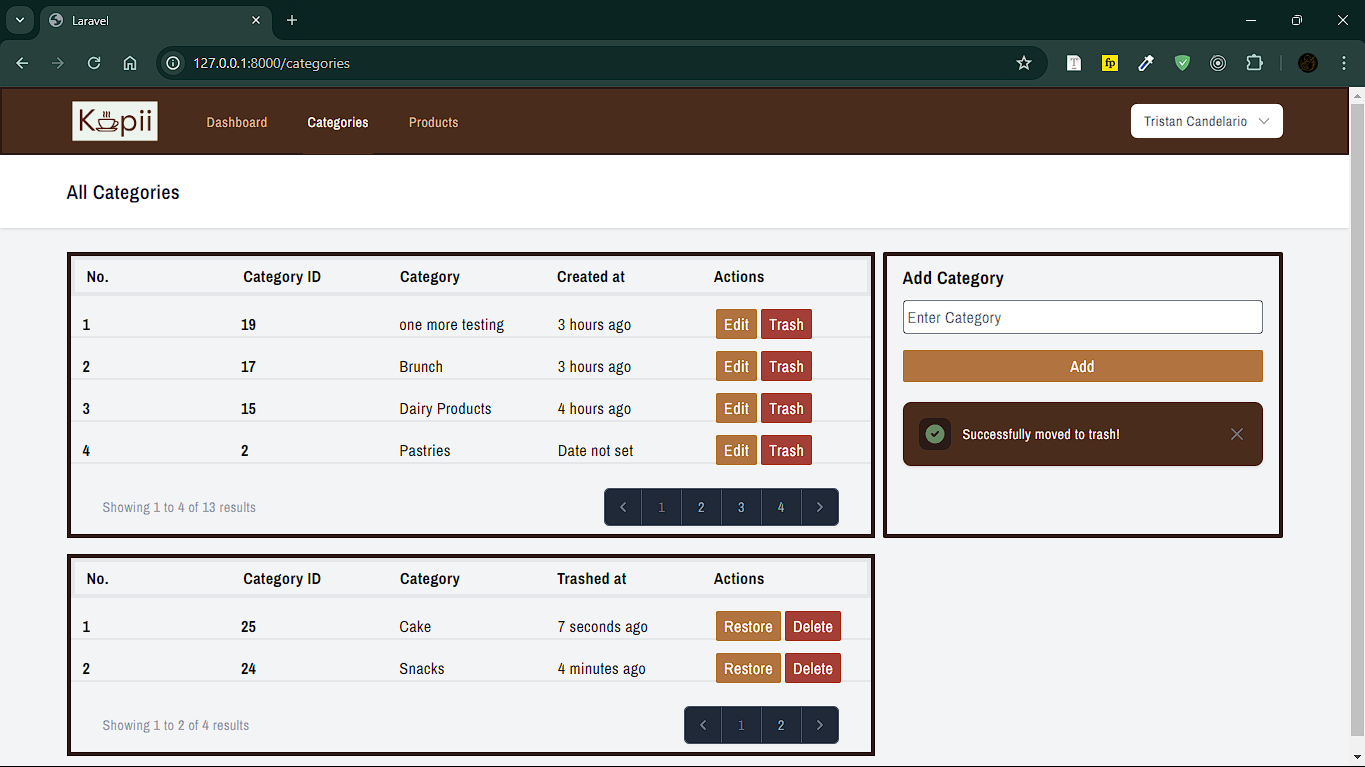 Laravel
127.0.0.1:8000/categories
fp
Kopii
Dashboard Categories Products
Tristan Candelario
All Categories
No. Category ID Category Created at Actions
1 19 one more testing 3 hours ago Edit Trash
2 17 Brunch 3 hours ago Edit Trash
3 15 Dairy Products 4 hours ago Edit Trash
4 2 Pastries Date not set Edit Trash
Showing 1 to 4 of 13 results
1 2 3 4
Add Category
Enter Category
Add
Successfully moved to trash!
No. Category ID Category Trashed at Actions
1 25 Cake 7 seconds ago Restore Delete
2 24 Snacks 4 minutes ago Restore Delete
Showing 1 to 2 of 4 results
1 2